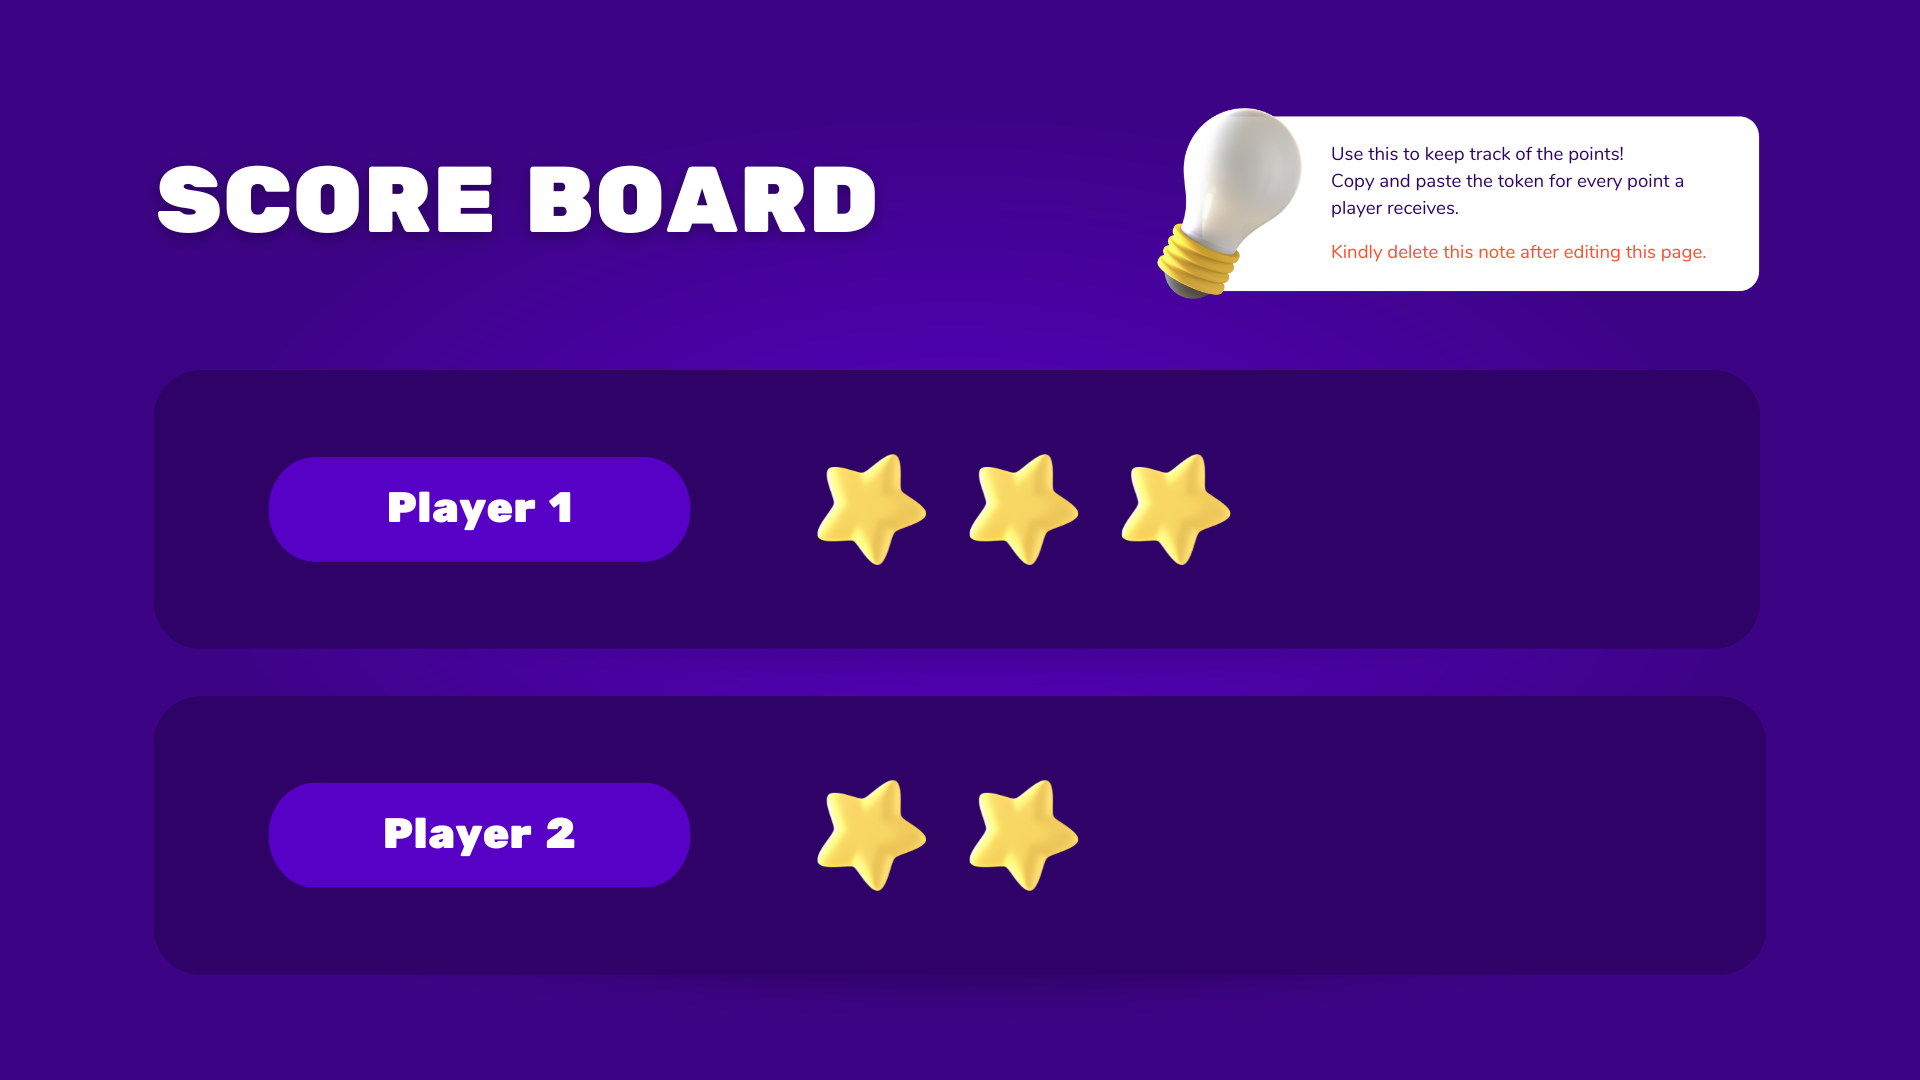 SCORE BOARD
Use this to keep track of the points!
Copy and paste the token for every point a
player receives.
Kindly delete this note after editing this page.
Player 1
Player 2